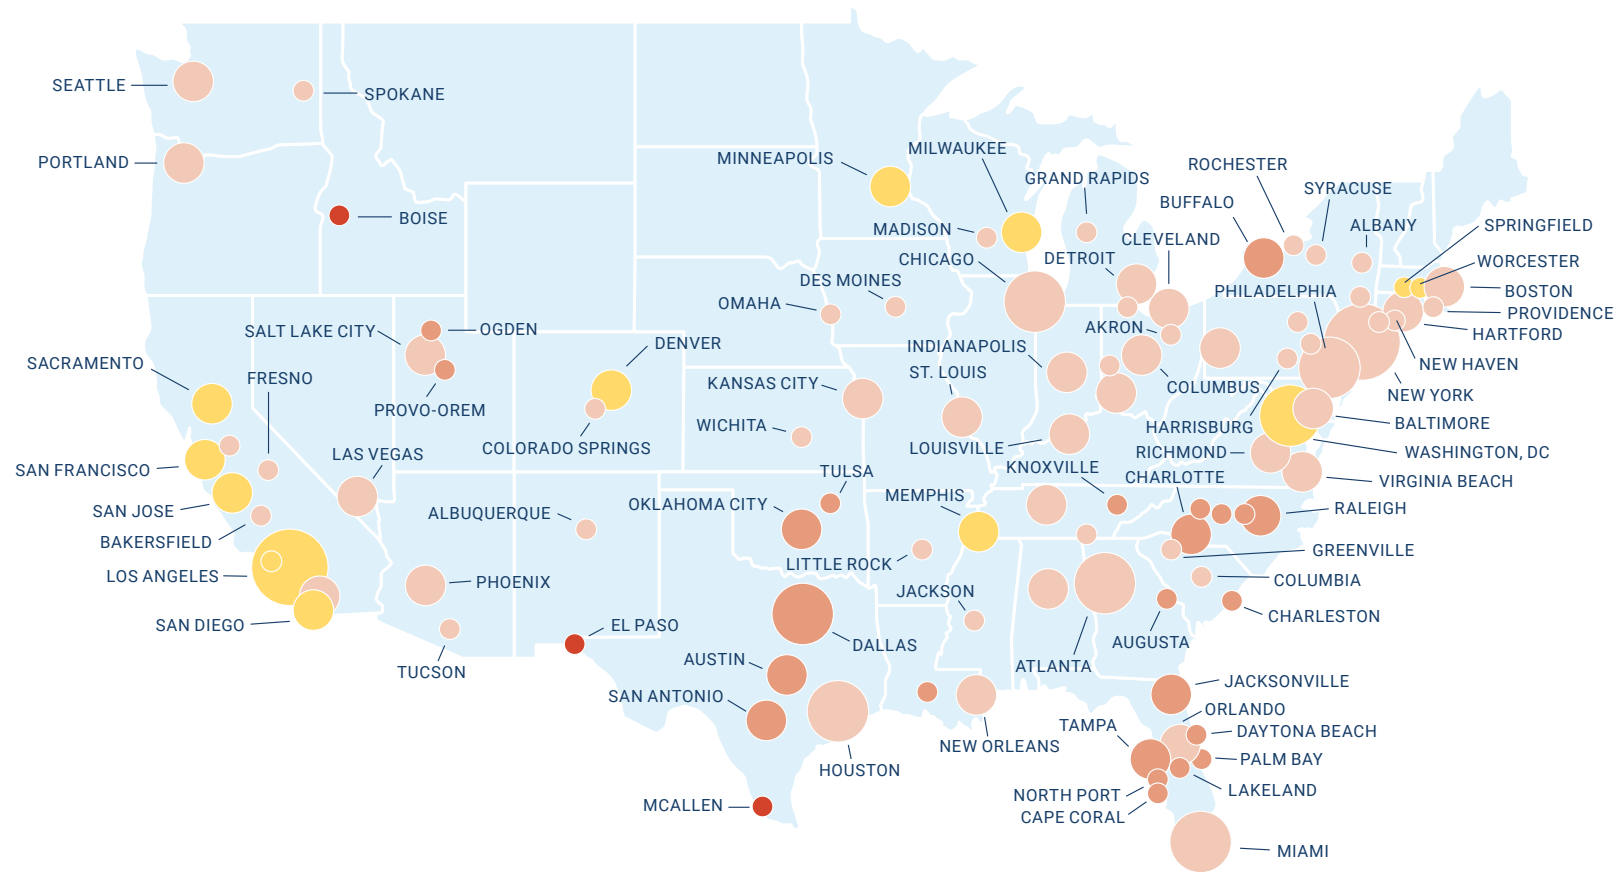 SEATTLE
SPOKANE
PORTLAND
BOISE
MINNEAPOLIS
MILWAUKEE
GRAND RAPIDS
ROCHESTER
SYRACUSE
BUFFALO
ALBANY
SPRINGFIELD
MADISON
CLEVELAND
CHICAGO
DETROIT
WORCESTER
DES MOINES
PHILADELPHIA
BOSTON
OMAHA
PROVIDENCE
SALT LAKE CITY
OGDEN
AKRON
HARTFORD
DENVER
INDIANAPOLIS
SACRAMENTO
NEW HAVEN
FRESNO
ST. LOUIS
KANSAS CITY
COLUMBUS
NEW YORK
PROVO-OREM
WICHITA
HARRISBURG
BALTIMORE
COLORADO SPRINGS
LOUISVILLE
RICHMOND
WASHINGTON, DC
LAS VEGAS
SAN FRANCISCO
TULSA
KNOXVILLE
CHARLOTTE
VIRGINIA BEACH
MEMPHIS
OKLAHOMA CITY
SAN JOSE
ALBUQUERQUE
RALEIGH
BAKERSFIELD
GREENVILLE
LITTLE ROCK
LOS ANGELES
PHOENIX
COLUMBIA
JACKSON
CHARLESTON
SAN DIEGO
EL PASO
DALLAS
AUGUSTA
AUSTIN
ATLANTA
TUCSON
JACKSONVILLE
SAN ANTONIO
ORLANDO
TAMPA
DAYTONA BEACH
NEW ORLEANS
PALM BAY
HOUSTON
LAKELAND
NORTH PORT
MCALLEN
CAPE CORAL
MIAMI